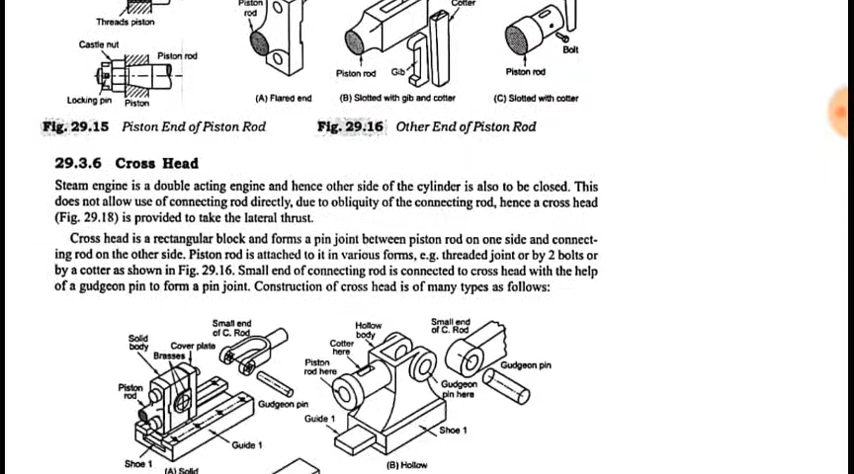 Piston
rod
Cotter
Threads piston
Castle nut
Piston rod
Locking pin
Piston
Piston rod
Gib
Piston rod
Bolt
(A) Flared end
(B) Slotted with gib and cotter
(C) Slotted with cotter
Fig. 29.15 Piston End of Piston Rod
Fig. 29.16 Other End of Piston Rod
29.3.6 Cross Head
Steam engine is a double acting engine and hence other side of the cylinder is also to be closed. This
does not allow use of connecting rod directly, due to obliquity of the connecting rod, hence a cross head
(Fig. 29.18) is provided to take the lateral thrust.
Cross head is a rectangular block and forms a pin joint between piston rod on one side and connect-
ing rod on the other side. Piston rod is attached to it in various forms, e.g. threaded joint or by 2 bolts or
by a cotter as shown in Fig. 29.16. Small end of connecting rod is connected to cross head with the help
of a gudgeon pin to form a pin joint. Construction of cross head is of many types as follows:
Solid
body
Brasses
Cover plate
Small end
of C. Rod
Piston
rod
Gudgeon pin
Guide 1
Shoe 1
(A) Solid
Hollow
body
Cotter
here
Piston
rod here
Small end
of C. Rod
Gudgeon pin
Gudgeon
pin here
Guide 1
Shoe 1
(B) Hollow